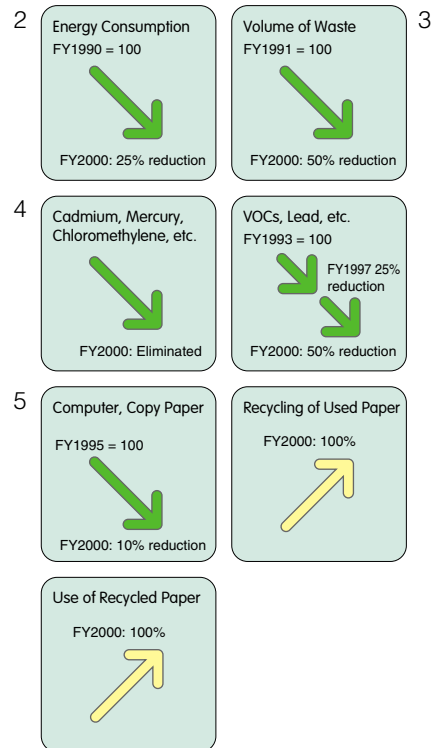 2
Energy Consumption
FY1990 = 100
FY2000: 25% reduction
3
Volume of Waste
FY1991 = 100
FY2000: 50% reduction
4
Cadmium, Mercury,
Chloromethylene, etc.
FY2000: Eliminated
VOCs, Lead, etc.
FY1993 = 100
FY1997 25%
reduction
FY2000: 50% reduction
5
Computer, Copy Paper
FY1995 = 100
FY2000: 10% reduction
Recycling of Used Paper
FY2000: 100%
Use of Recycled Paper
FY2000: 100%